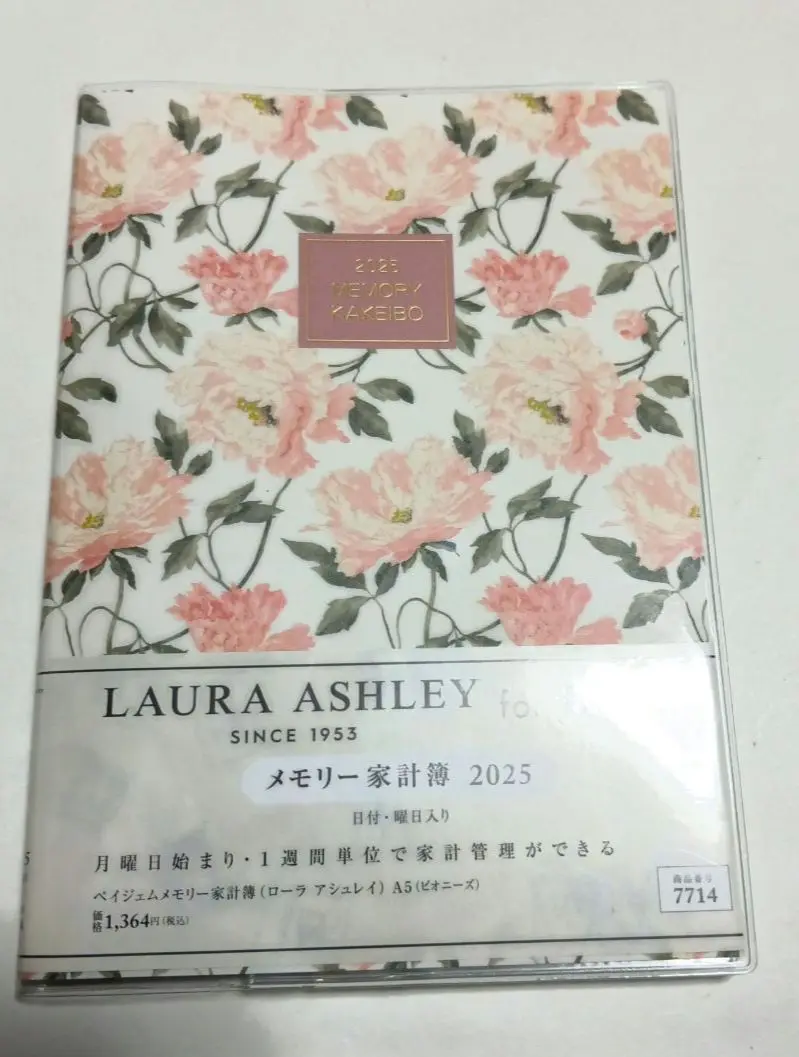 2025
MEMORY
KAKEIBO
LAURA ASHLEY
SINCE 1953
メモリー家計簿 2025
日付・曜日入り
月曜日始まり・1週間単位で家計管理ができる
ペイジェムメモリー家計簿(ローラ アシュレイ) A5(ピオニーズ)
価格1,364円(税込)
商品番号
7714